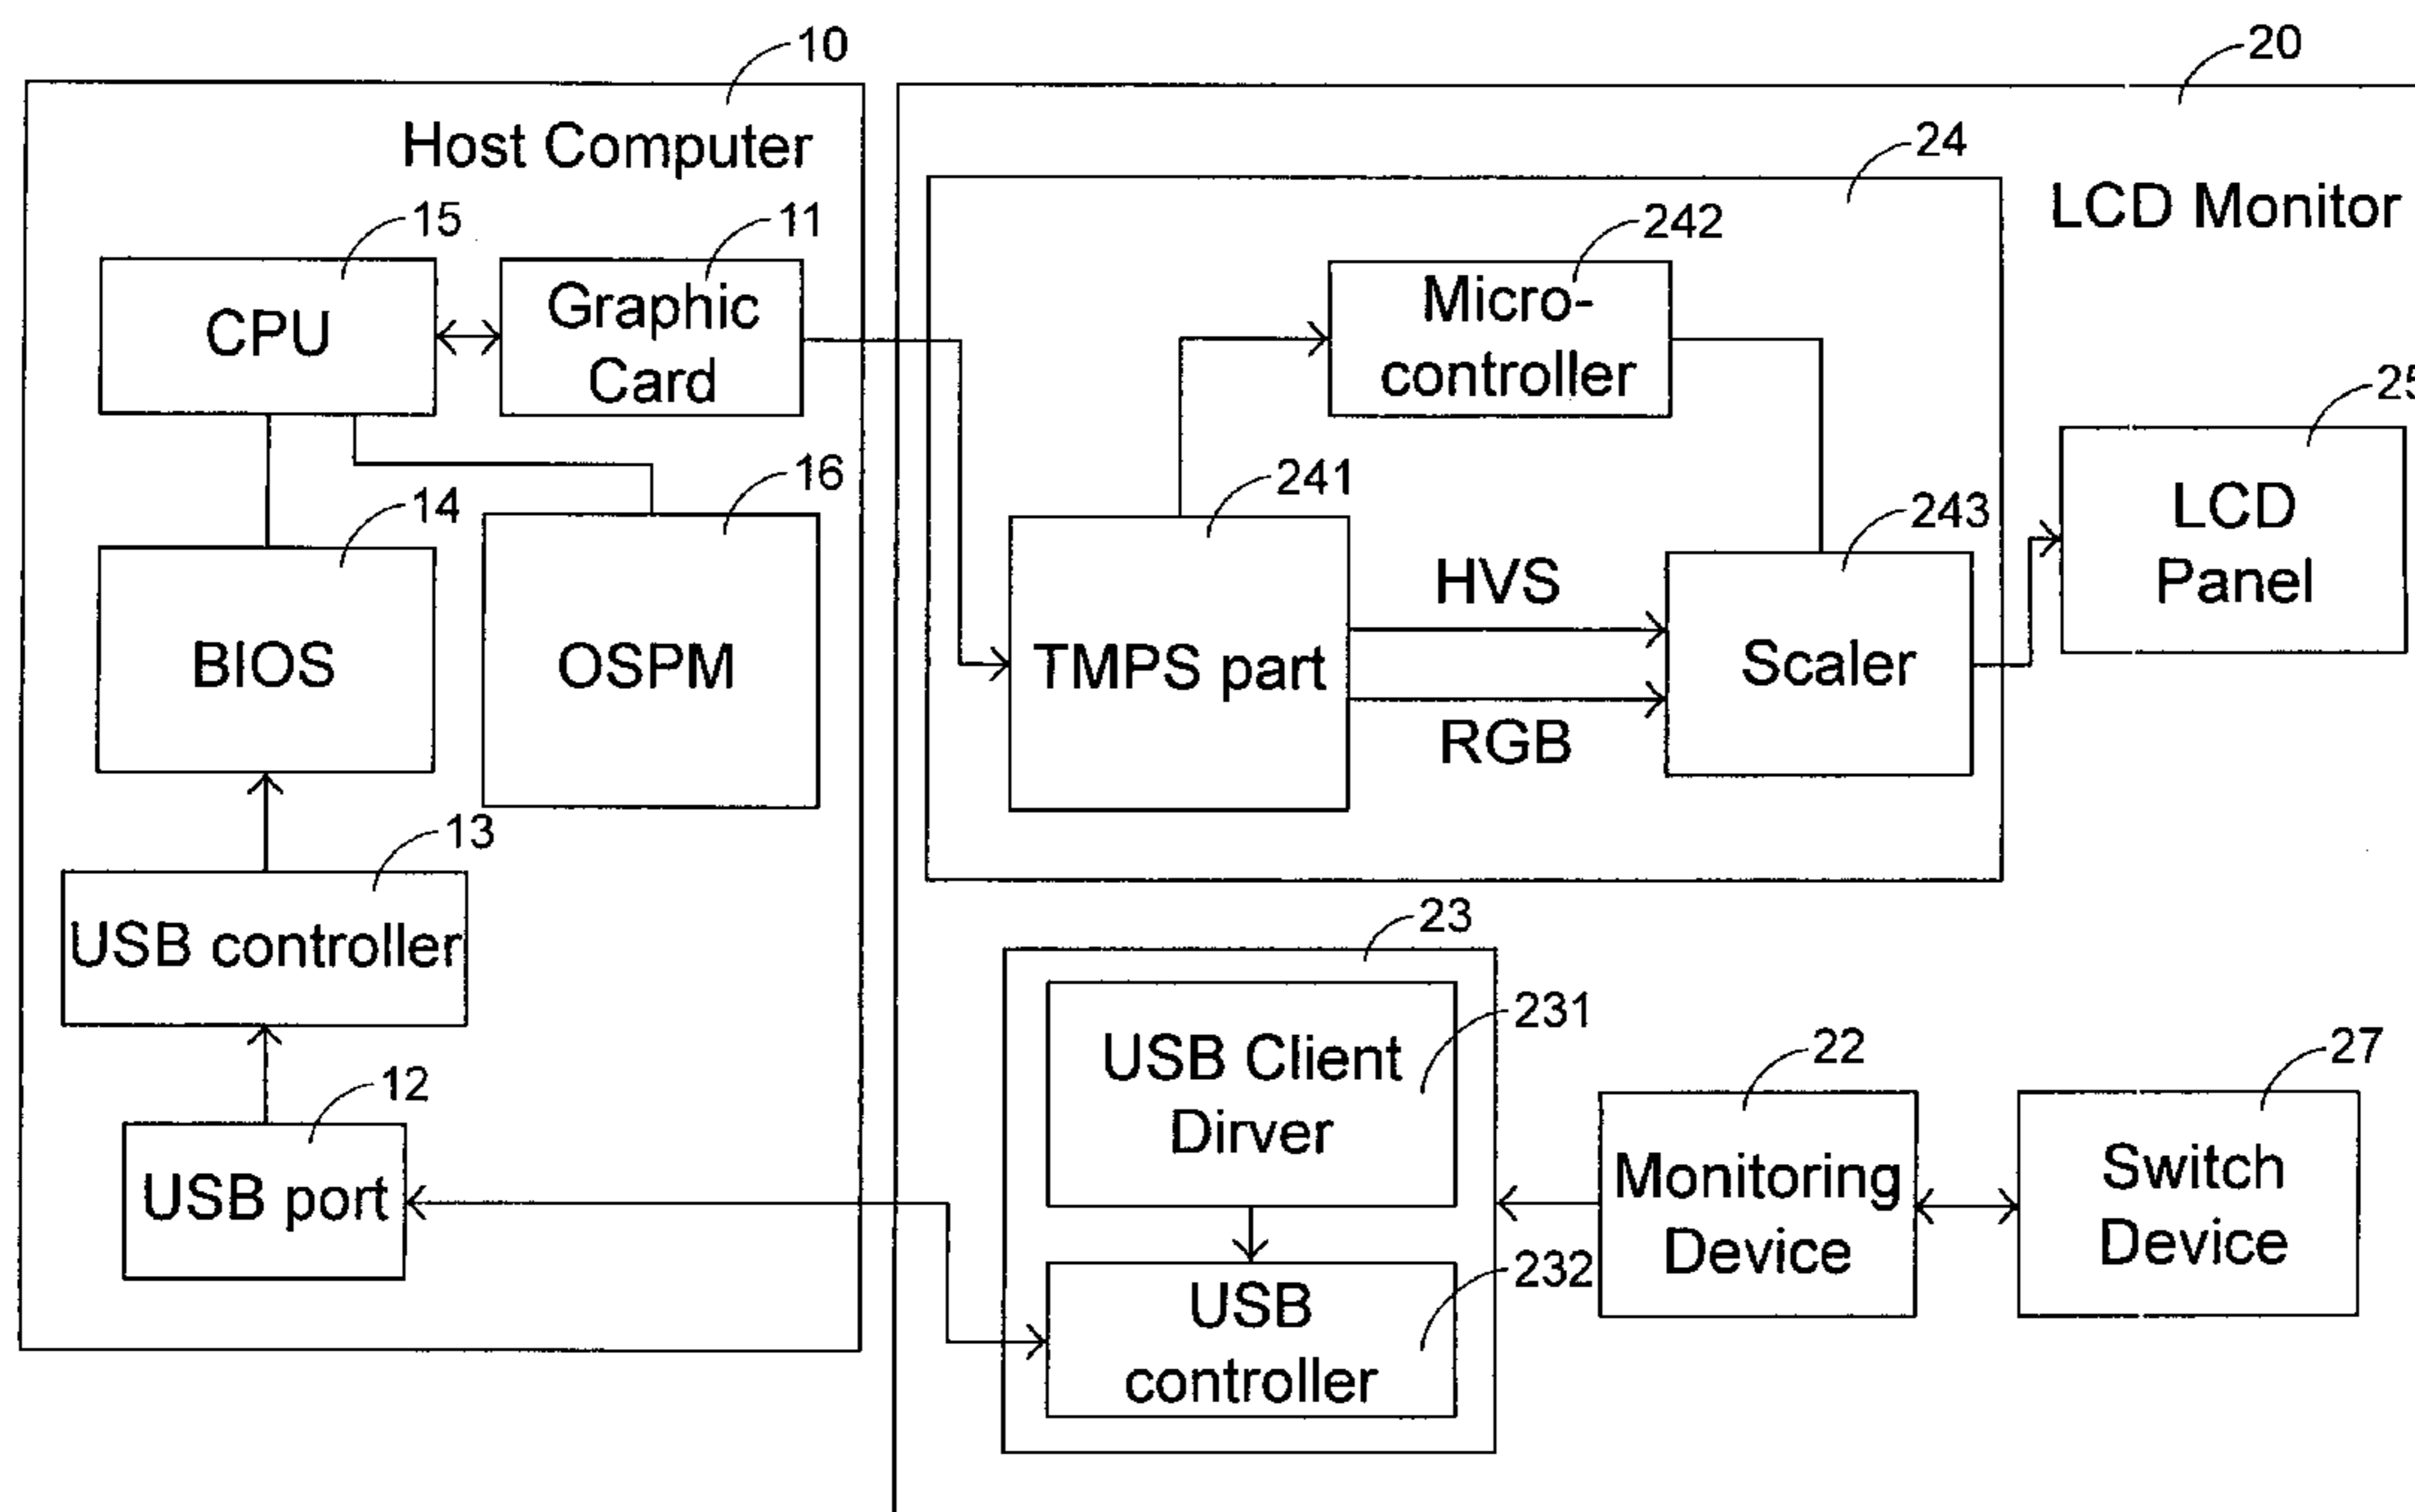 10
Host Computer
15
11
CPU
Graphic
Card
14
16
BIOS
OSPM
13
USB controller
12
USB port
20
LCD Monitor
24
242
Micro-
controller
241
243
HVS
TMPS part
Scaler
RGB
25
LCD
Panel
23
231
USB Client
Dirver
232
USB
controller
22
Monitoring
Device
27
Switch
Device